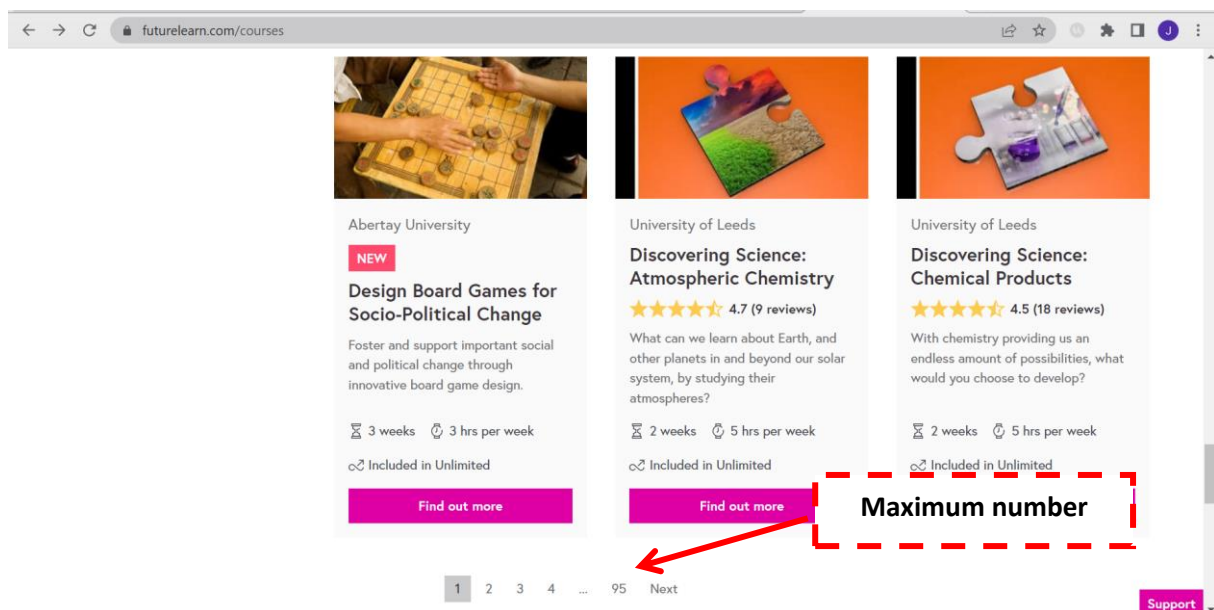 futurelearn.com/courses
J
Abertay University
NEW
Design Board Games for
Socio-Political Change
Foster and support important social
and political change through
innovative board game design.
3 weeks 3 hrs per week
Included in Unlimited
Find out more
University of Leeds
Discovering Science:
Atmospheric Chemistry
4.7 (9 reviews)
What can we learn about Earth, and
other planets in and beyond our solar
system, by studying their
atmospheres?
2 weeks 5 hrs per week
Included in Unlimited
Find out more
University of Leeds
Discovering Science:
Chemical Products
4.5 (18 reviews)
With chemistry providing us an
endless amount of possibilities, what
would you choose to develop?
2 weeks 5 hrs per week
Included in Unlimited
Maximum number
1 2 3 4 ... 95 Next
Support